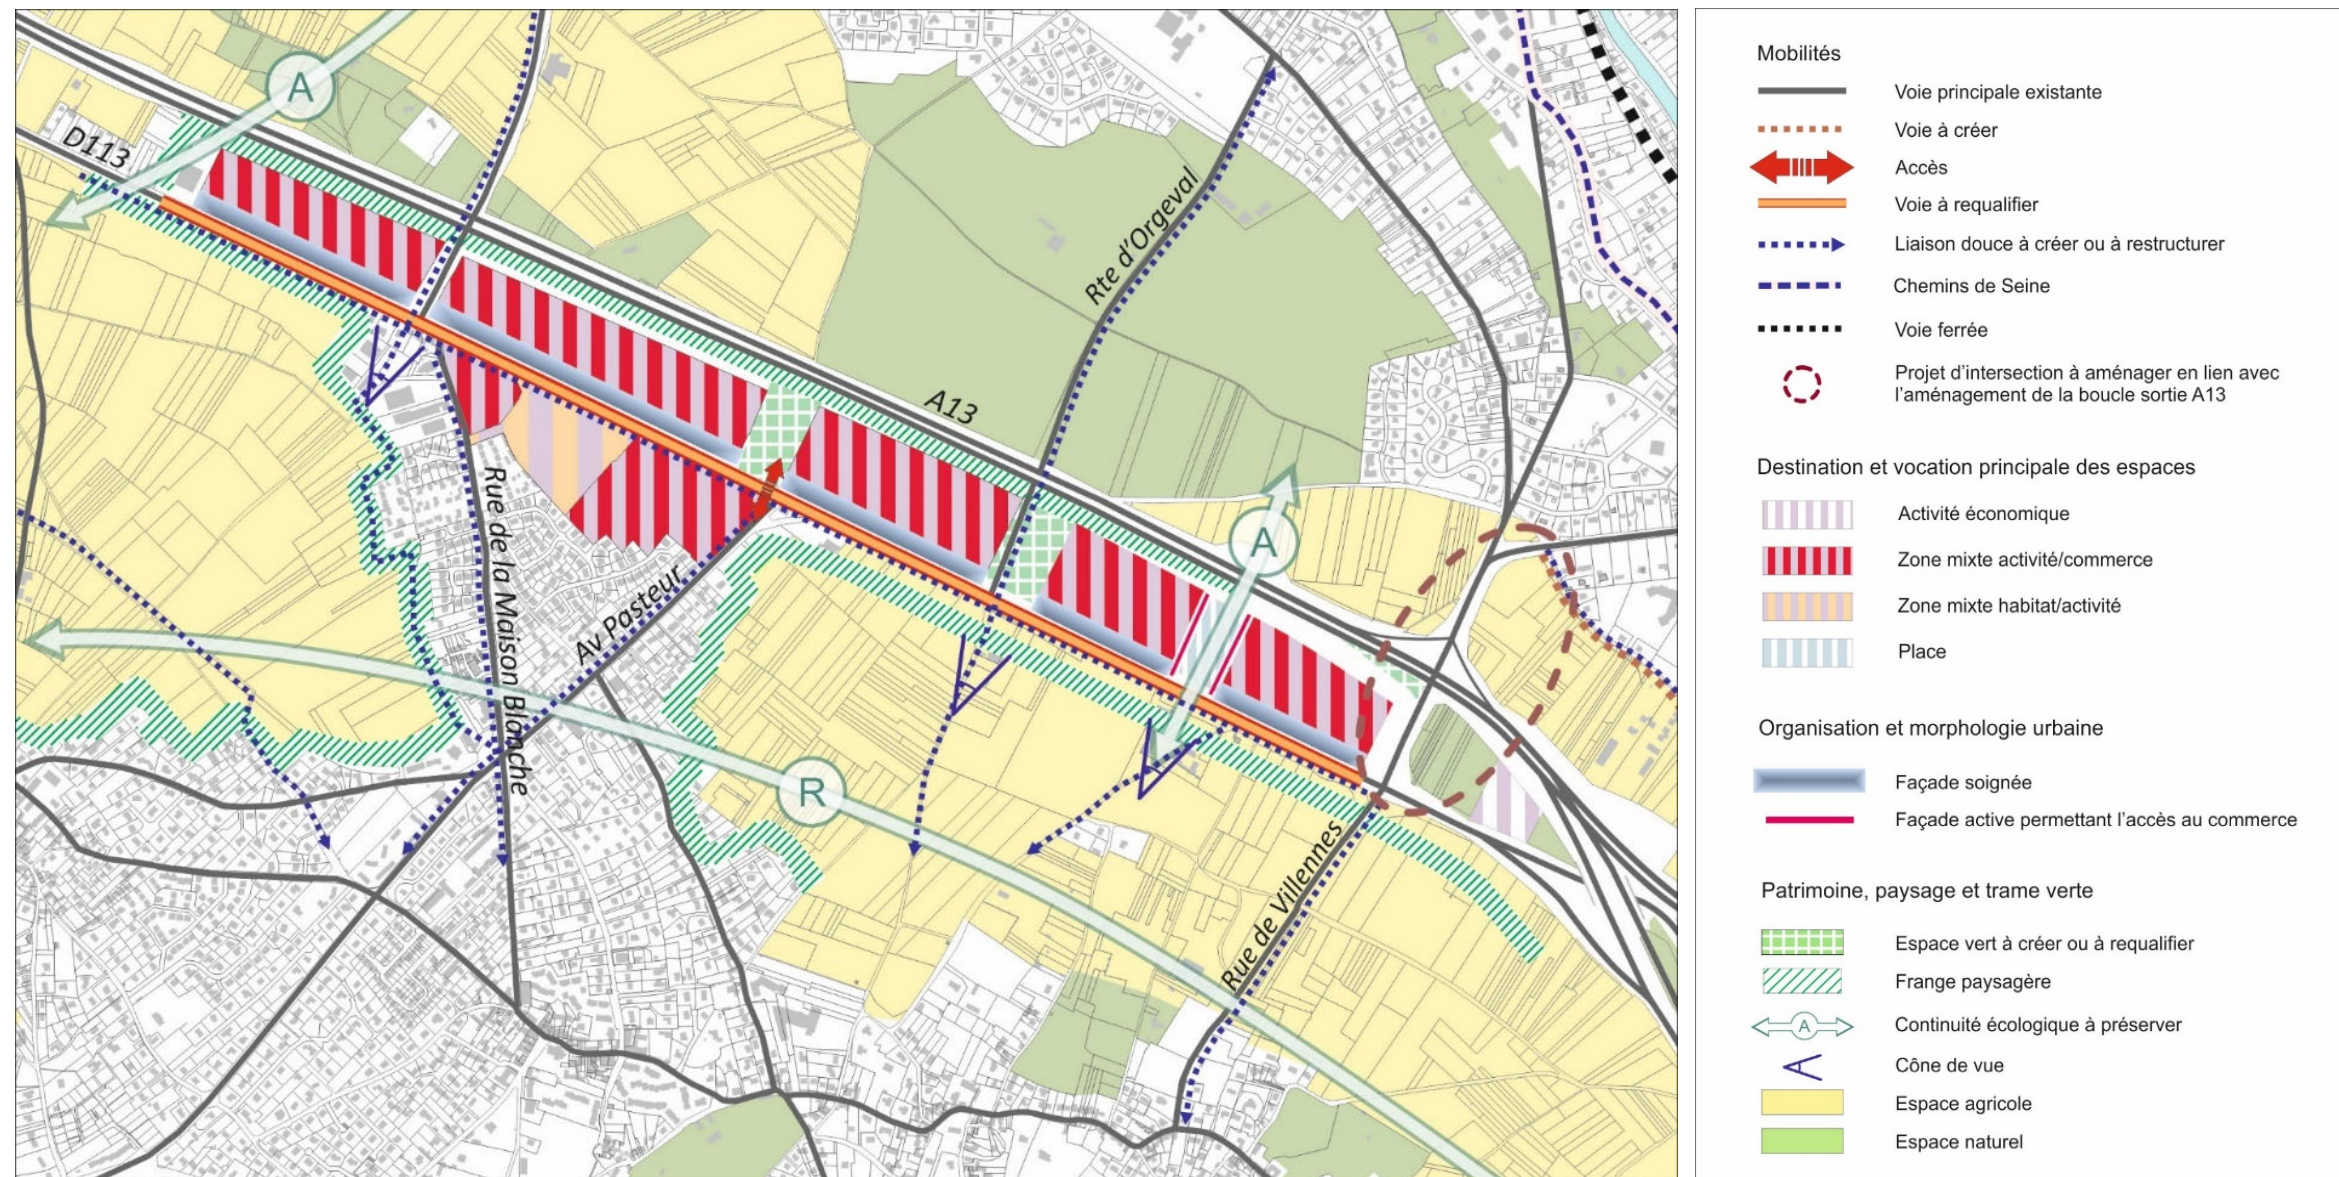 A
D113
Rte d'Orgeval
A13
Rue de la Maison Blanche
Av Pasteur
A
R
Rue de Villennes
Mobilités
Voie principale existante
Voie à créer
Accès
Voie à requalifier
Liaison douce à créer ou à restructurer
Chemins de Seine
Voie ferrée
Projet d'intersection à aménager en lien avec
l'aménagement de la boucle sortie A13
Destination et vocation principale des espaces
Activité économique
Zone mixte activité/commerce
Zone mixte habitat/activité
Place
Organisation et morphologie urbaine
Façade soignée
Façade active permettant l'accès au commerce
Patrimoine, paysage et trame verte
Espace vert à créer ou à requalifier
Frange paysagère
A
Continuité écologique à préserver
Cône de vue
Espace agricole
Espace naturel